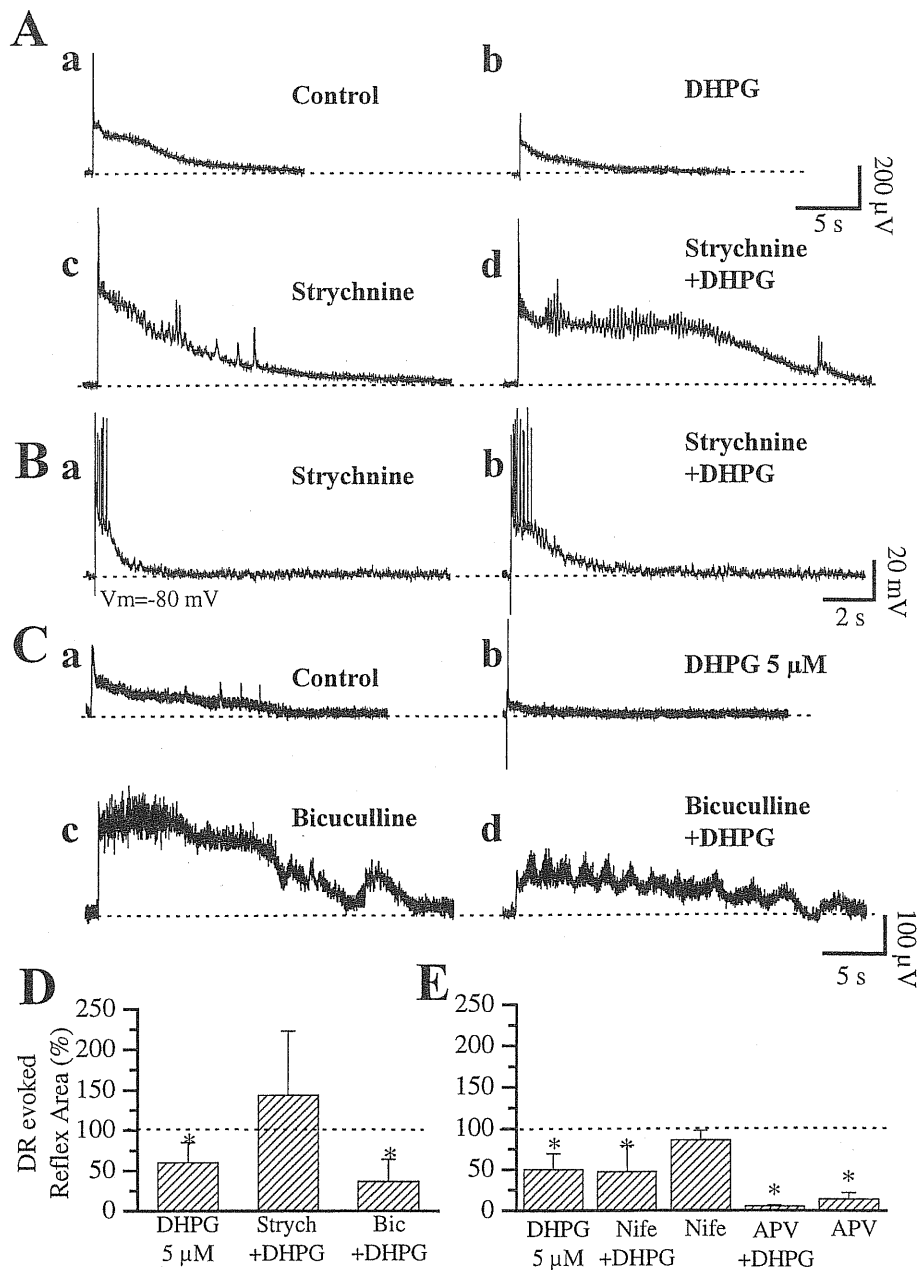 A
a
Control
b
DHPG
200 µV
5 s
c
Strychnine
d
Strychnine
+DHPG
B
a
Strychnine
b
Strychnine
+DHPG
Vm=-80 mV
20 mV
2 s
C
a
Control
b
DHPG 5 µM
c
Bicuculline
d
Bicuculline
+DHPG
100 µV
5 s
D
DR evoked
Reflex Area (%)
250
200
150
100
50
0
*
*
DHPG
5 µM
Strych
+DHPG
Bic
+DHPG
E
250
200
150
100
50
0
*
*
*
*
DHPG
5 µM
Nife
+DHPG
Nife
APV
+DHPG
APV